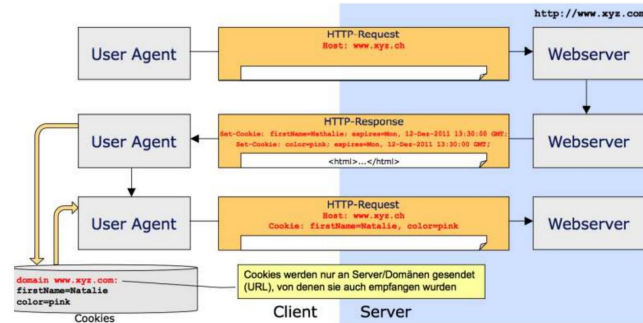 http://www.xyz.com
User Agent
HTTP-Request
Host: www.xyz.ch
Webserver
User Agent
HTTP-Response
Set-Cookie: firstName=Nathalie; expires=Mon, 12-Dez-2011 13:30:00 GMT;
Set-Cookie: color=pink; expires=Mon, 12-Dez-2011 13:30:00 GMT;
<html>...</html>
Webserver
User Agent
HTTP-Request
Host: www.xyz.ch
Cookie: firstName=Natalie, color=pink
Webserver
domain www.xyz.com:
firstName=Natalie
color=pink
Cookies
Cookies werden nur an Server/Domänen gesendet
(URL), von denen sie auch empfangen wurden
Client Server